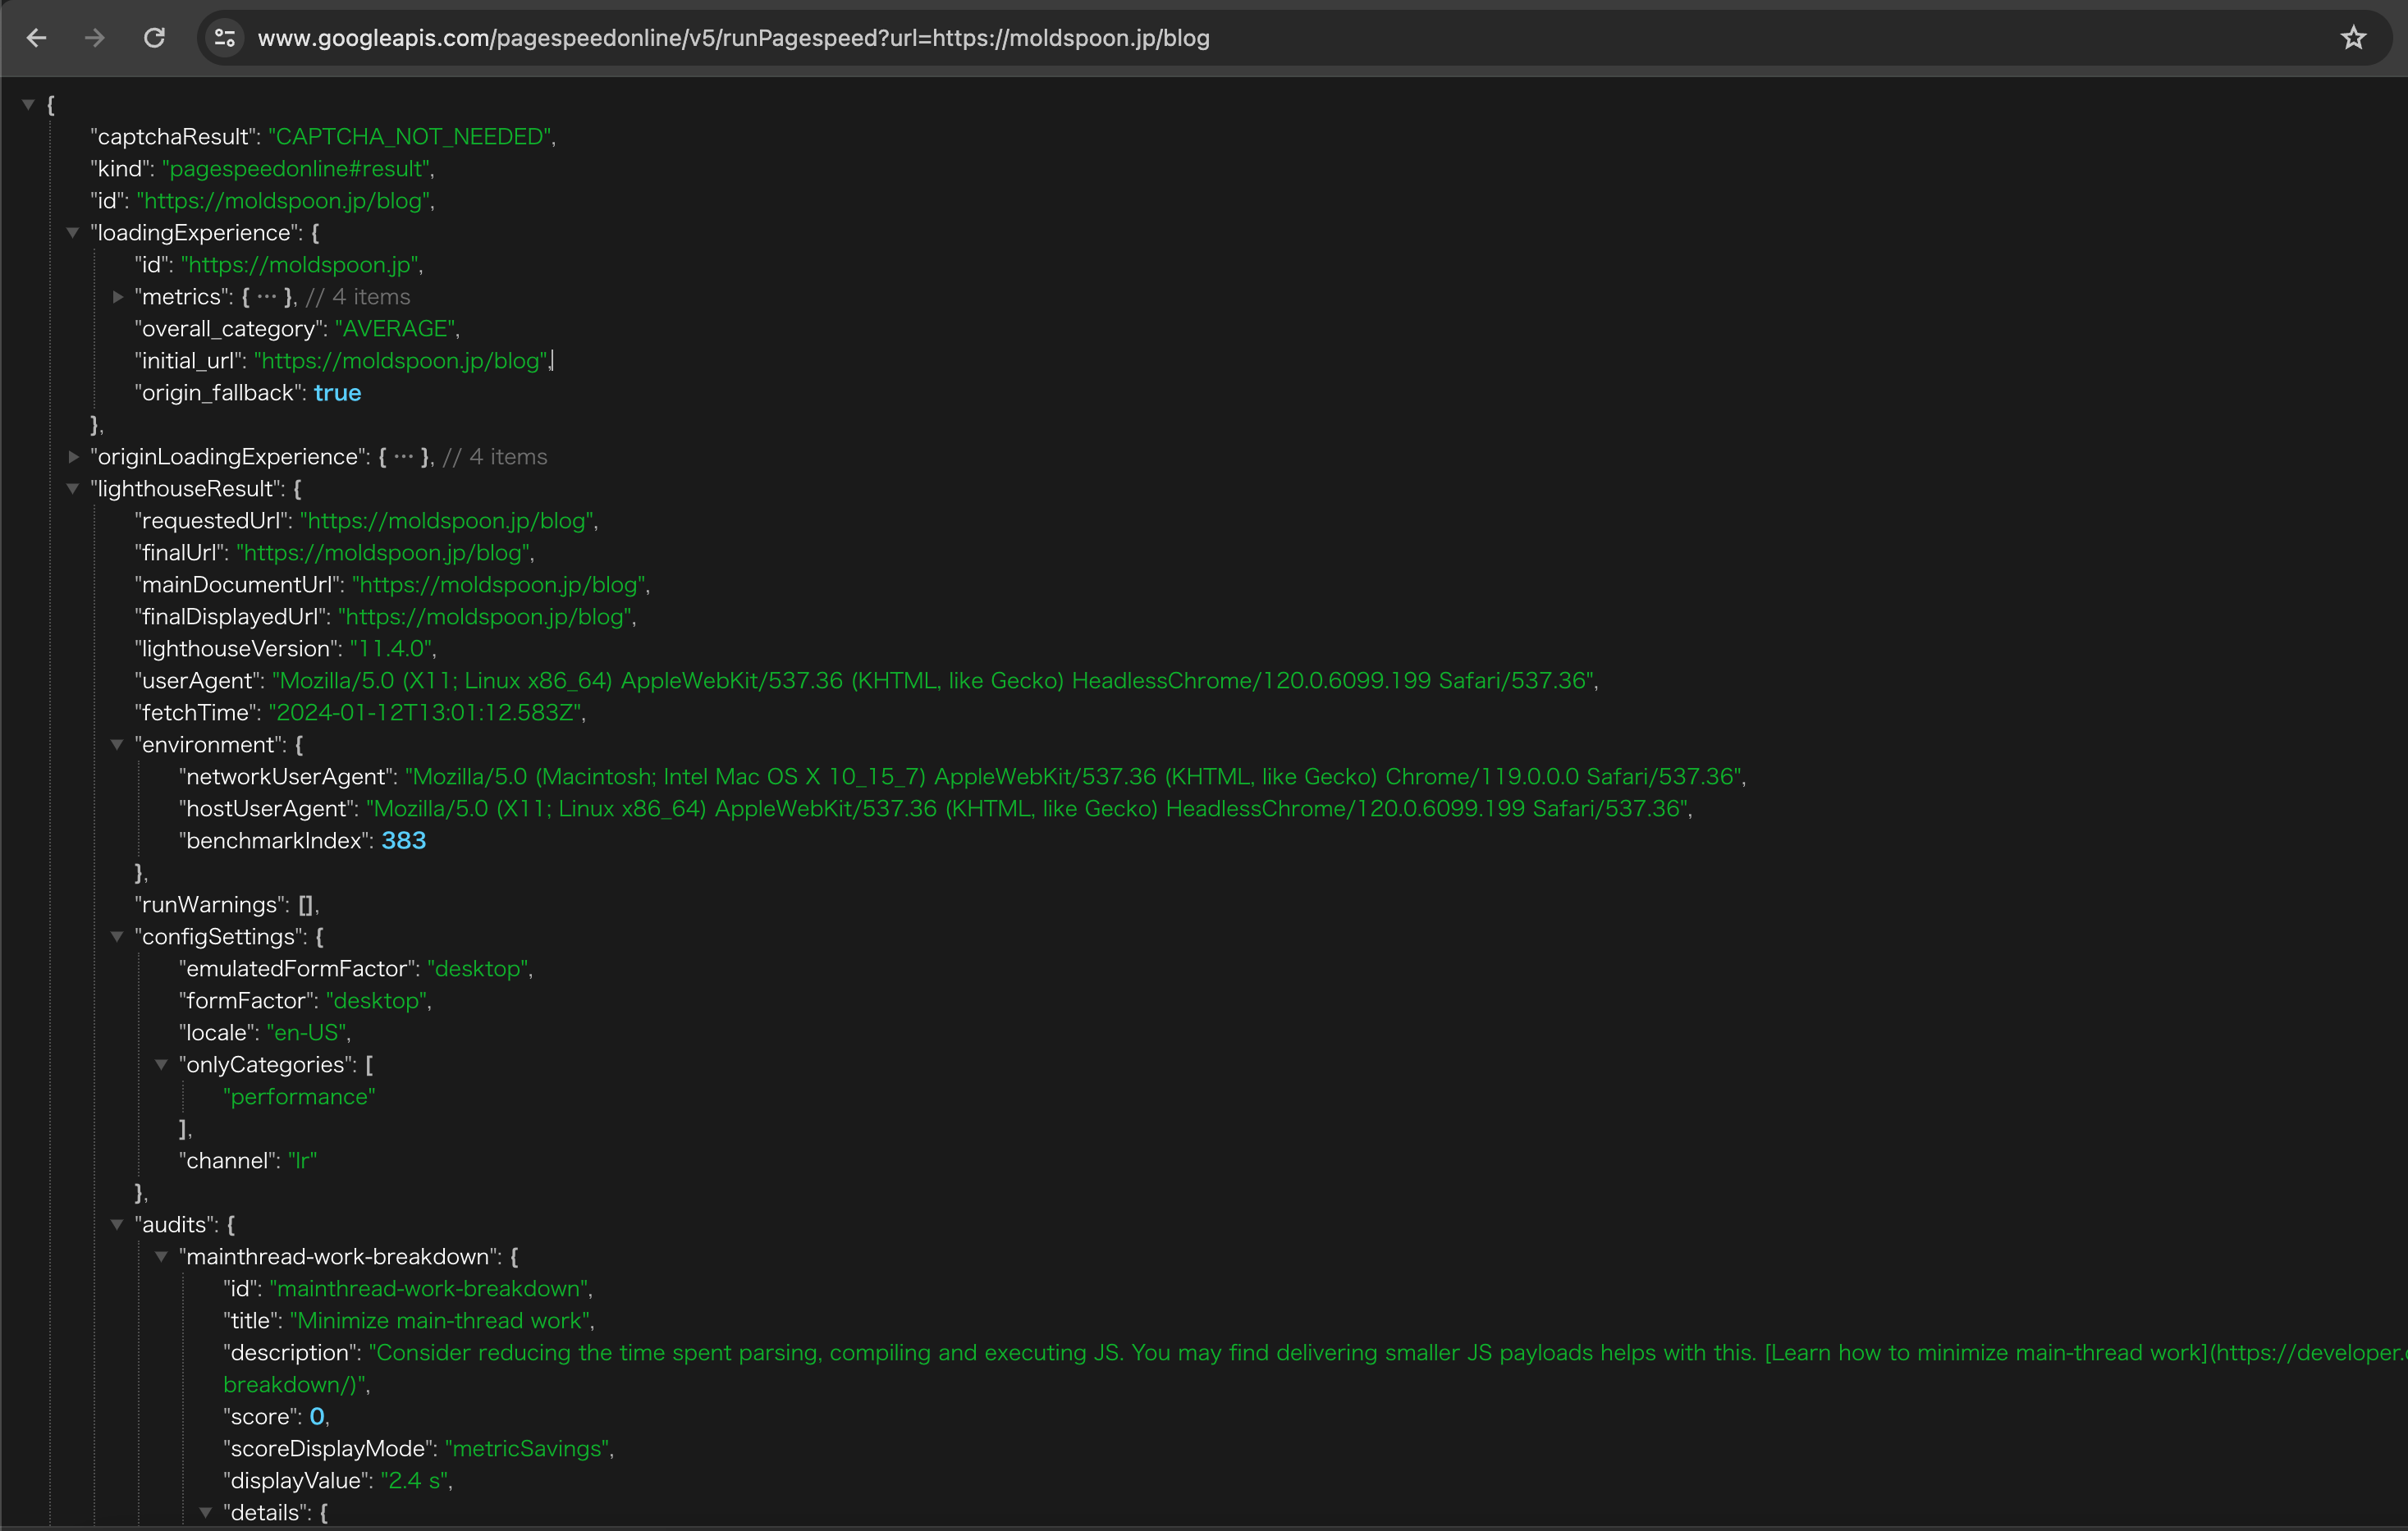 www.googleapis.com/pagespeedonline/v5/runPagespeed?url=https://moldspoon.jp/blog
{
"captchaResult": "CAPTCHA_NOT_NEEDED",
"kind": "pagespeedonline#result",
"id": "https://moldspoon.jp/blog",
"loadingExperience": {
"id": "https://moldspoon.jp",
"metrics": { ··· }, // 4 items
"overall_category": "AVERAGE",
"initial_url": "https://moldspoon.jp/blog",
"origin_fallback": true
},
"originLoadingExperience": { ··· }, // 4 items
"lighthouseResult": {
"requestedUrl": "https://moldspoon.jp/blog",
"finalUrl": "https://moldspoon.jp/blog",
"mainDocumentUrl": "https://moldspoon.jp/blog",
"finalDisplayedUrl": "https://moldspoon.jp/blog",
"lighthouseVersion": "11.4.0",
"userAgent": "Mozilla/5.0 (X11; Linux x86_64) AppleWebKit/537.36 (KHTML, like Gecko) HeadlessChrome/120.0.6099.199 Safari/537.36",
"fetchTime": "2024-01-12T13:01:12.583Z",
"environment": {
"networkUserAgent": "Mozilla/5.0 (Macintosh; Intel Mac OS X 10_15_7) AppleWebKit/537.36 (KHTML, like Gecko) Chrome/119.0.0.0 Safari/537.36",
"hostUserAgent": "Mozilla/5.0 (X11; Linux x86_64) AppleWebKit/537.36 (KHTML, like Gecko) HeadlessChrome/120.0.6099.199 Safari/537.36",
"benchmarkIndex": 383
},
"runWarnings": [],
"configSettings": {
"emulatedFormFactor": "desktop",
"formFactor": "desktop",
"locale": "en-US",
"onlyCategories": [
"performance"
],
"channel": "lr"
},
"audits": {
"mainthread-work-breakdown": {
"id": "mainthread-work-breakdown",
"title": "Minimize main-thread work",
"description": "Consider reducing the time spent parsing, compiling and executing JS. You may find delivering smaller JS payloads helps with this. [Learn how to minimize main-thread work](https://developer.
breakdown/)",
"score": 0,
"scoreDisplayMode": "metricSavings",
"displayValue": "2.4 s",
"details": {